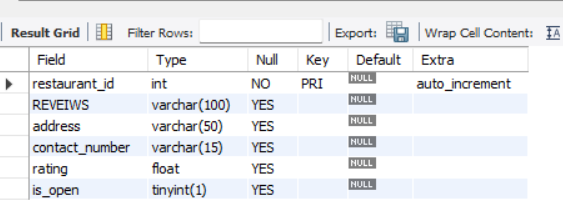 Result Grid Filter Rows: Export: Wrap Cell Content: IA
Field Type Null Key Default Extra
restaurant_id int NO PRI NULL auto_increment
REVEIWS varchar(100) YES NULL
address varchar(50) YES NULL
contact_number varchar(15) YES NULL
rating float YES NULL
is_open tinyint(1) YES NULL